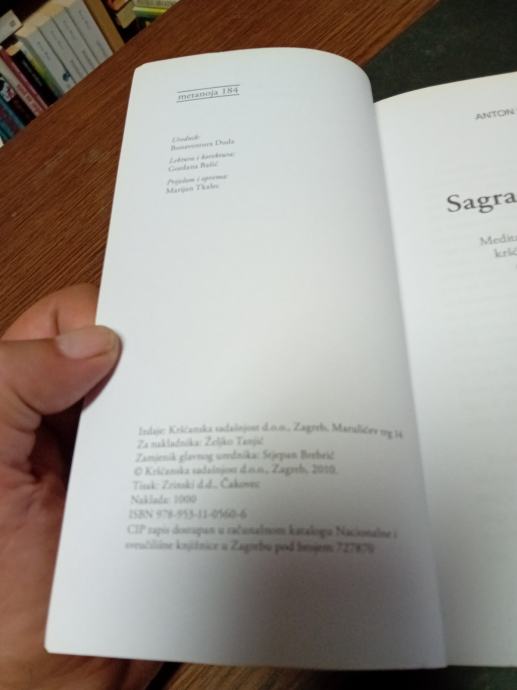 metanoja 184
Urednik:
Bonaventura Duda
Lektura i korektura:
Gordana Bašić
Prijelom i oprema:
Marijan Tkalec
Izdaje: Kršćanska sadašnjost d.o.o., Zagreb, Marulićev trg 14
Za nakladnika: Željko Tanjić
Zamjenik glavnog urednika: Stjepan Brebrić
© Kršćanska sadašnjost d.o.o., Zagreb, 2010.
Tisak: Zrinski d.d., Čakovec
Naklada: 1000
ISBN 978-953-11-0560-6
CIP zapis dostupan u računalnom katalogu Nacionalne i
sveučilišne knjižnice u Zagrebu pod brojem 727870
ANTON
Sagra
Medita
kršć